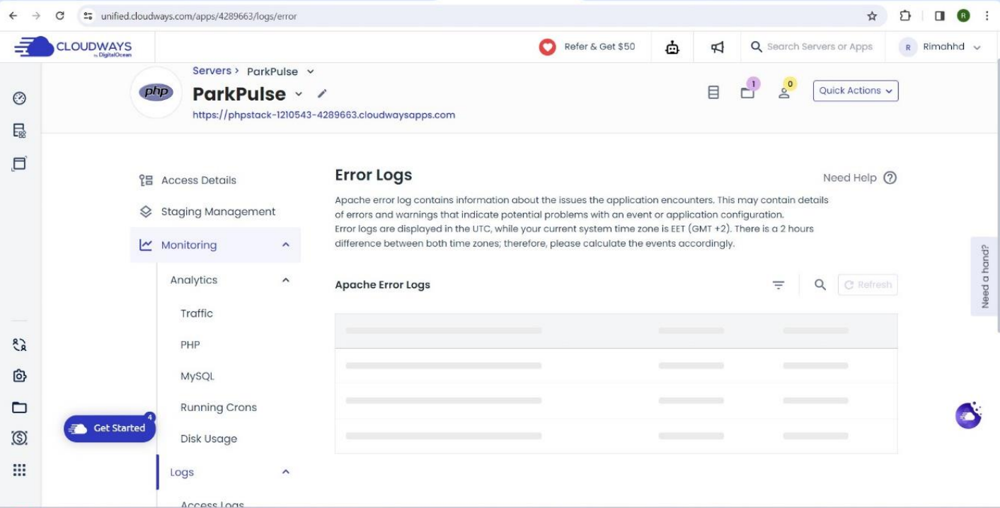 unified.cloudways.com/apps/4289663/logs/error
R
CLOUDWAYS
by DigitalOcean
Refer & Get $50
Search Servers or Apps
R
Rimahhd
Servers > ParkPulse
php
ParkPulse
https://phpstack-1210543-4289663.cloudwaysapps.com
1
0
Quick Actions
Access Details
Staging Management
Monitoring
Analytics
Traffic
PHP
MySQL
Running Crons
Disk Usage
Logs
Access Logs
Error Logs
Need Help
Apache error log contains information about the issues the application encounters. This may contain details
of errors and warnings that indicate potential problems with an event or application configuration.
Error logs are displayed in the UTC, while your current system time zone is EET (GMT +2). There is a 2 hours
difference between both time zones; therefore, please calculate the events accordingly.
Apache Error Logs
Refresh
Need a hand?
Get Started
4